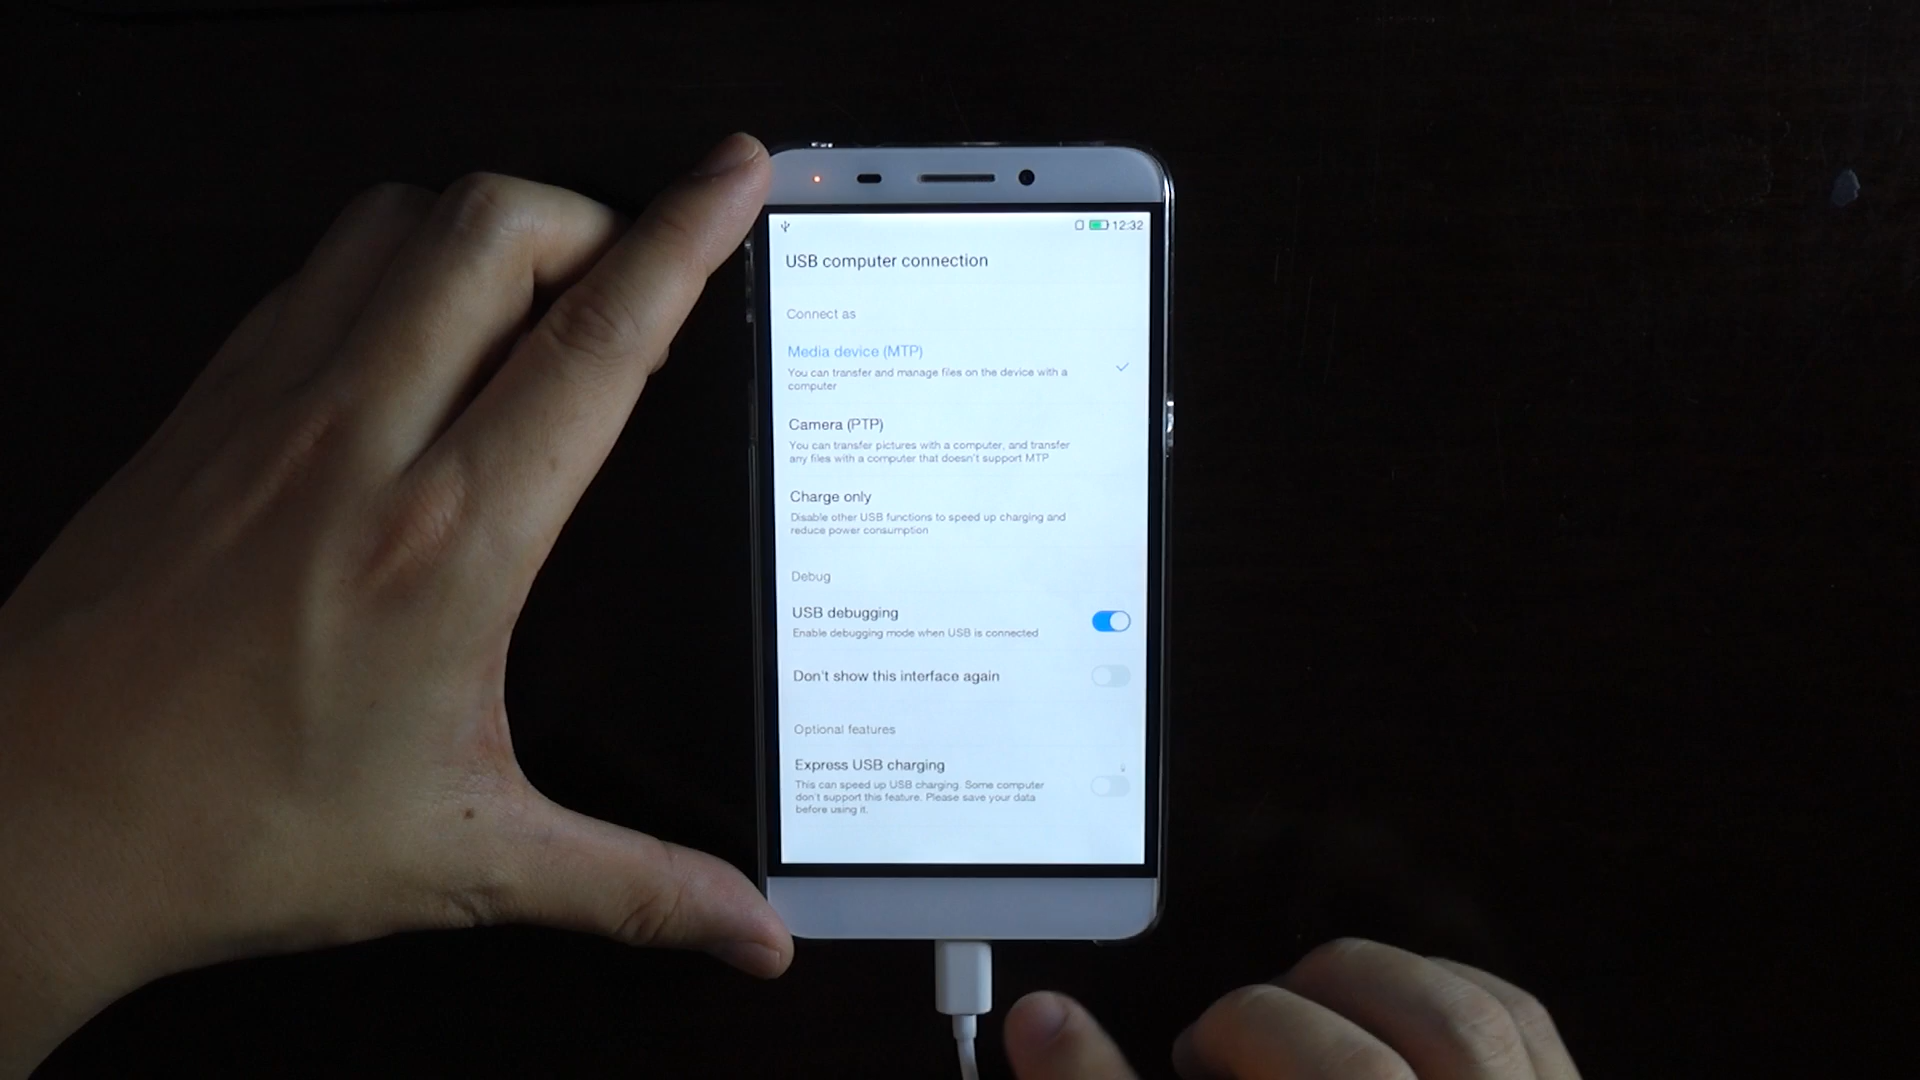 12:32
USB computer connection
Connect as
Media device (MTP)
You can transfer and manage files on the device with a
computer
Camera (PTP)
You can transfer pictures with a computer, and transfer
any files with a computer that doesn't support MTP
Charge only
Disable other USB functions to speed up charging and
reduce power consumption
Debug
USB debugging
Enable debugging mode when USB is connected
Don't show this interface again
Optional features
Express USB charging
This can speed up USB charging. Some computer
don't support this feature. Please save your data
before using it.